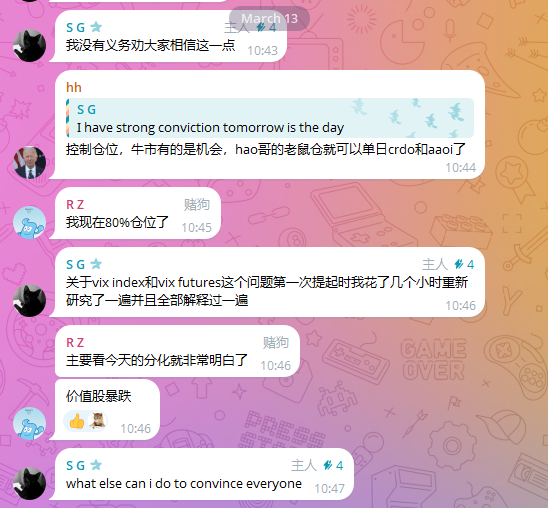 March 13
S G 主人 4
我没有义务劝大家相信这一点 10:43
hh
S G
I have strong conviction tomorrow is the day
控制仓位，牛市有的是机会，hao哥的老鼠仓就可以单日crdo和aaoi了
10:44
R Z 赌狗
我现在80%仓位了 10:45
S G 主人 4
关于vix index和vix futures这个问题第一次提起时我花了几个小时重新
研究了一遍并且全部解释过一遍 10:46
R Z 赌狗
主要看今天的分化就非常明白了 10:46
价值股暴跌
10:46
S G 主人 4
what else can i do to convince everyone 10:47
GAME
OVER
PRESS